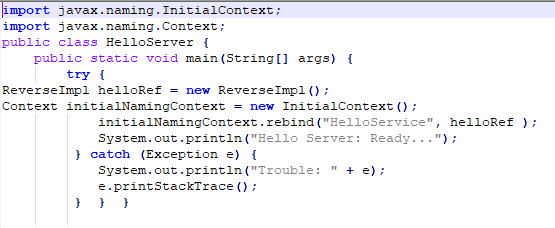 import javax.naming.InitialContext;
import javax.naming.Context;
public class HelloServer {
    public static void main(String[] args) {
        try {
ReverseImpl helloRef = new ReverseImpl();
Context initialNamingContext = new InitialContext();
            initialNamingContext.rebind("HelloService", helloRef );
            System.out.println("Hello Server: Ready...");
         } catch (Exception e) {
            System.out.println("Trouble: " + e);
            e.printStackTrace();
         }  }  }